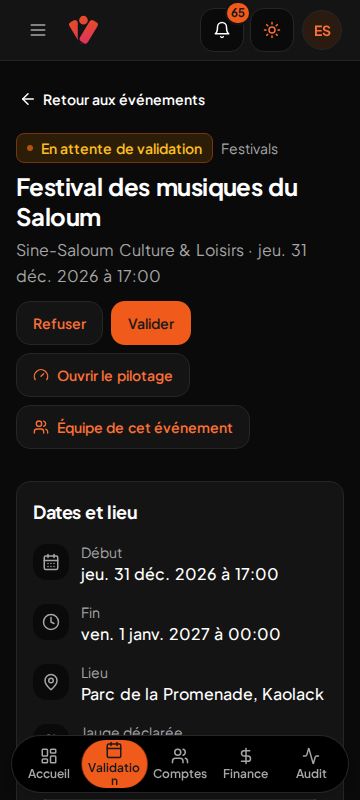 65
ES
Retour aux événements
En attente de validation
Festivals
Festival des musiques du
Saloum
Sine-Saloum Culture & Loisirs · jeu. 31
déc. 2026 à 17:00
Refuser
Valider
Ouvrir le pilotage
Équipe de cet événement
Dates et lieu
Début
jeu. 31 déc. 2026 à 17:00
Fin
ven. 1 janv. 2027 à 00:00
Lieu
Parc de la Promenade, Kaolack
Jauge déclarée
Accueil
Validatio
n
Comptes
Finance
Audit